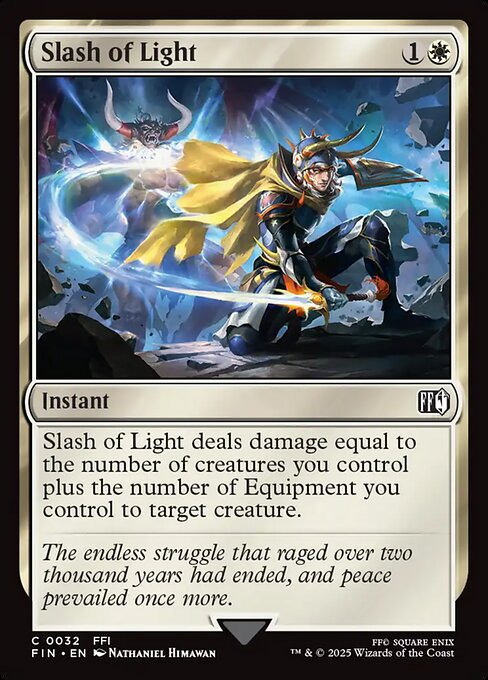 Slash of Light 1
Instant
FF
Slash of Light deals damage equal to
the number of creatures you control
plus the number of Equipment you
control to target creature.
The endless struggle that raged over two
thousand years had ended, and peace
prevailed once more.
C 0032 FFI
FIN • EN Nathaniel Himawan
FF© SQUARE ENIX
™ & © 2025 Wizards of the Coast